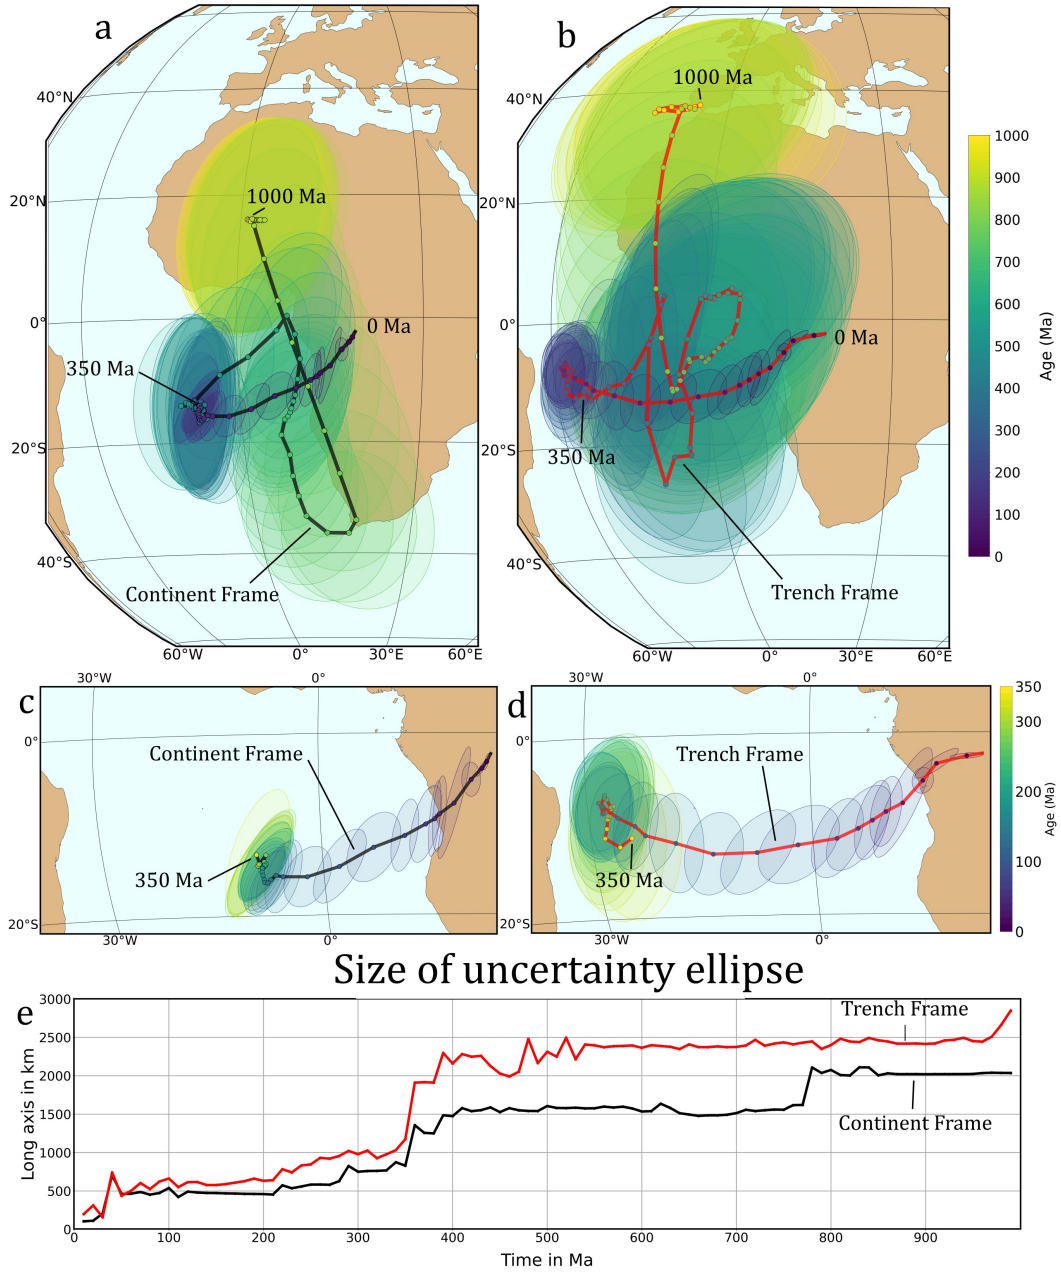 a
b
1000 Ma
1000 Ma
40°N
40°N
20°N
20°N
0°
0°
20°S
20°S
40°S
40°S
0 Ma
0 Ma
350 Ma
350 Ma
Continent Frame
Trench Frame
60°W 0° 30°E 60°E
60°W 0° 30°E 60°E
1000
900
800
700
600
500
400
300
200
100
0
Age (Ma)
c
30°W 0°
0°
20°S
Continent Frame
350 Ma
30°W 0°
d
30°W 0°
0°
20°S
Trench Frame
350 Ma
30°W 0°
350
300
200
100
0
Age (Ma)
Size of uncertainty ellipse
e
3000
2500
2000
1500
1000
500
0
Long axis in km
Trench Frame
Continent Frame
0 100 200 300 400 500 600 700 800 900
Time in Ma